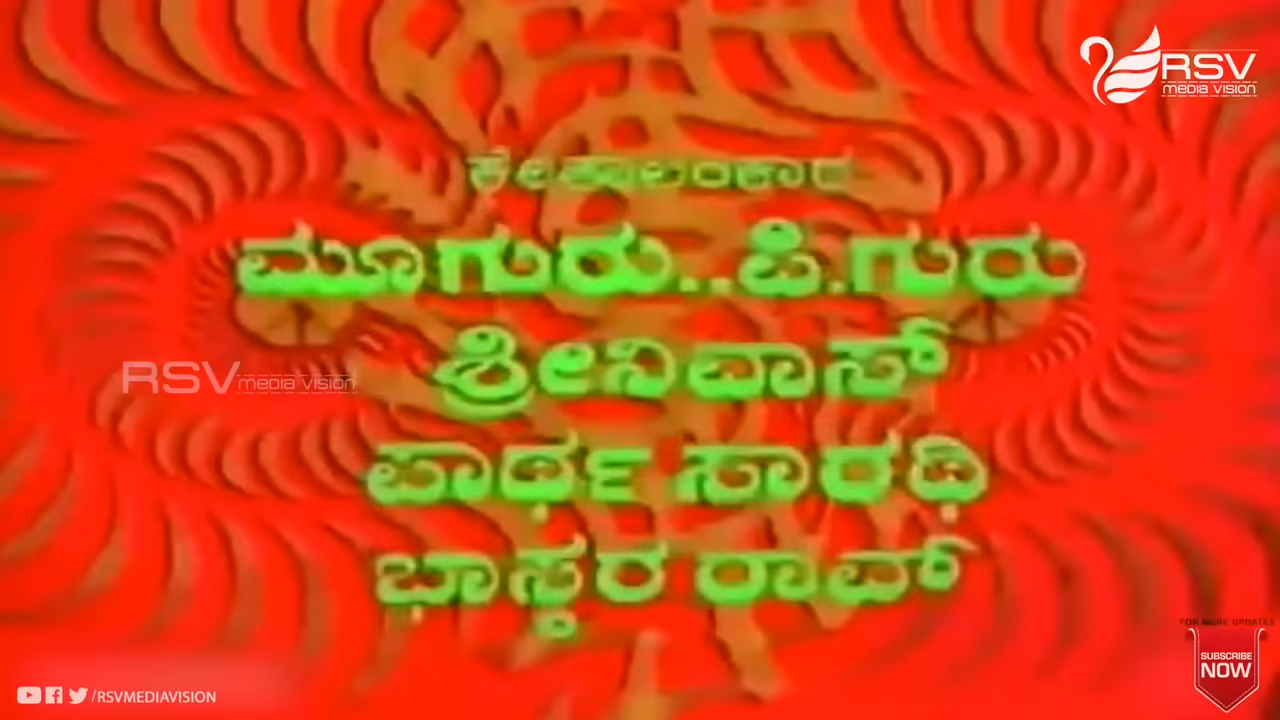 RSV
media vision
ಕೇಶಾಲಂಕಾರ
ಮೂಗುರು..ಪಿ.ಗುರು
ಶ್ರೀನಿವಾಸ್
RSV media vision
ಪಾರ್ಥ ಸಾರಥಿ
ಭಾಸ್ಕರ ರಾವ್
FOR MORE UPDATES
SUBSCRIBE
NOW
/RSVMEDIAVISION